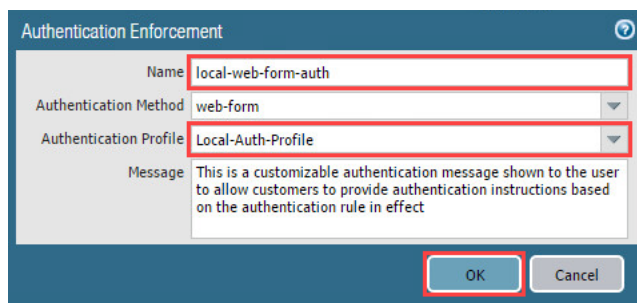 Authentication Enforcement
Name local-web-form-auth
Authentication Method web-form
Authentication Profile Local-Auth-Profile
Message This is a customizable authentication message shown to the user
to allow customers to provide authentication instructions based
on the authentication rule in effect
OK Cancel